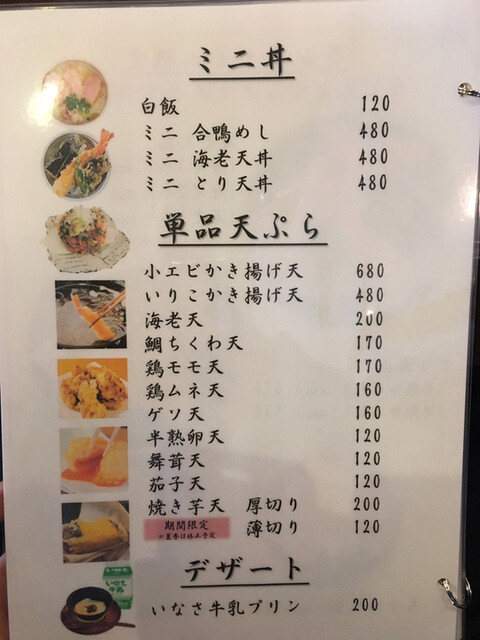 ミニ丼
白飯 120
ミニ 合鴨めし 480
ミニ 海老天丼 480
ミニ とり天丼 480
単品天ぷら
小エビかき揚げ天 680
いりこかき揚げ天 480
海老天 200
鯛ちくわ天 170
鶏モモ天 170
鶏ムネ天 160
ゲソ天 160
半熟卵天 120
舞茸天 120
茄子天 120
焼き芋天 厚切り 200
期間限定 薄切り 120
※夏季は休止予定
デザート
いなさ牛乳プリン 200